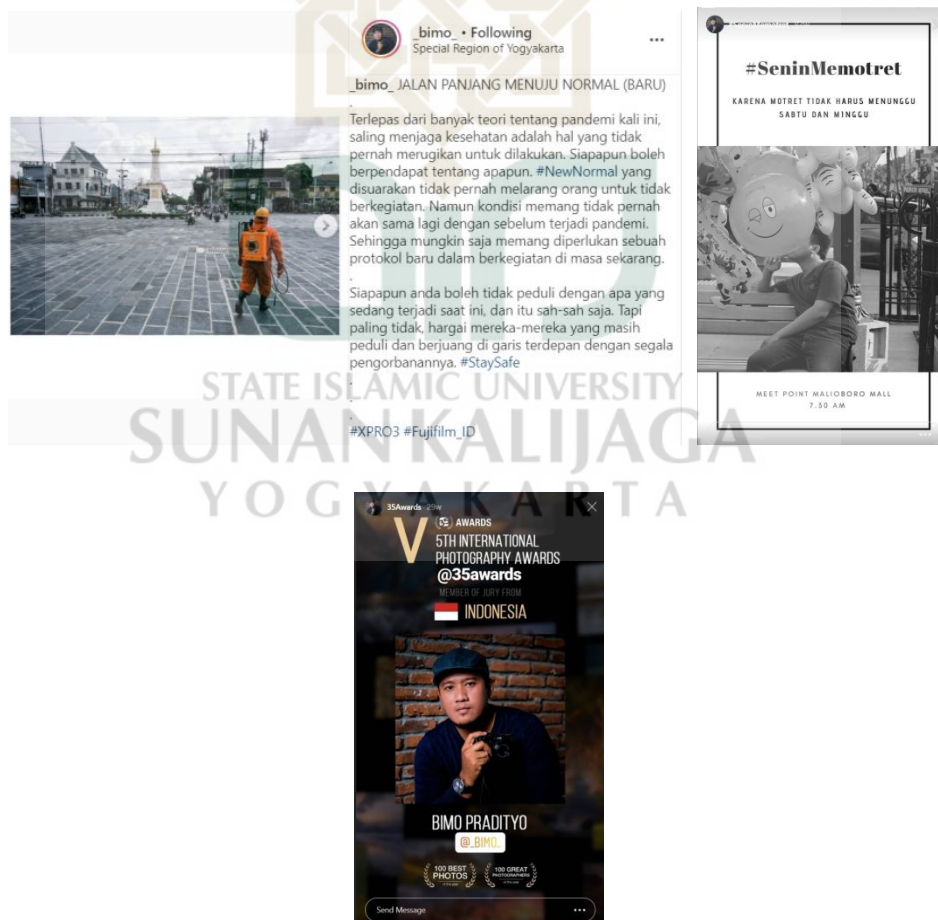 _bimo_ • Following
Special Region of Yogyakarta
_bimo_ JALAN PANJANG MENUJU NORMAL (BARU)
.
Terlepas dari banyak teori tentang pandemi kali ini,
saling menjaga kesehatan adalah hal yang tidak
pernah merugikan untuk dilakukan. Siapapun boleh
berpendapat tentang apapun. #NewNormal yang
disuarakan tidak pernah melarang orang untuk tidak
berkegiatan. Namun kondisi memang tidak pernah
akan sama lagi dengan sebelum terjadi pandemi.
Sehingga mungkin saja memang diperlukan sebuah
protokol baru dalam berkegiatan di masa sekarang.
.
Siapapun anda boleh tidak peduli dengan apa yang
sedang terjadi saat ini, dan itu sah-sah saja. Tapi
paling tidak, hargai mereka-mereka yang masih
peduli dan berjuang di garis terdepan dengan segala
pengorbanannya. #StaySafe
.
.
.
#XPRO3 #Fujifilm_ID
#SeninMemotret
KARENA MOTRET TIDAK HARUS MENUNGGU
SABTU DAN MINGGU
MEET POINT MALIOBORO MALL
7.30 AM
STATE ISLAMIC UNIVERSITY
SUNAN KALIJAGA
YOGYAKARTA
35Awards 29w
V
35 AWARDS
5TH INTERNATIONAL
PHOTOGRAPHY AWARDS
@35awards
MEMBER OF JURY FROM
INDONESIA
BIMO PRADITYO
@_BIMO_
100 BEST
PHOTOS
100 GREAT
PHOTOGRAPHERS
Send Message